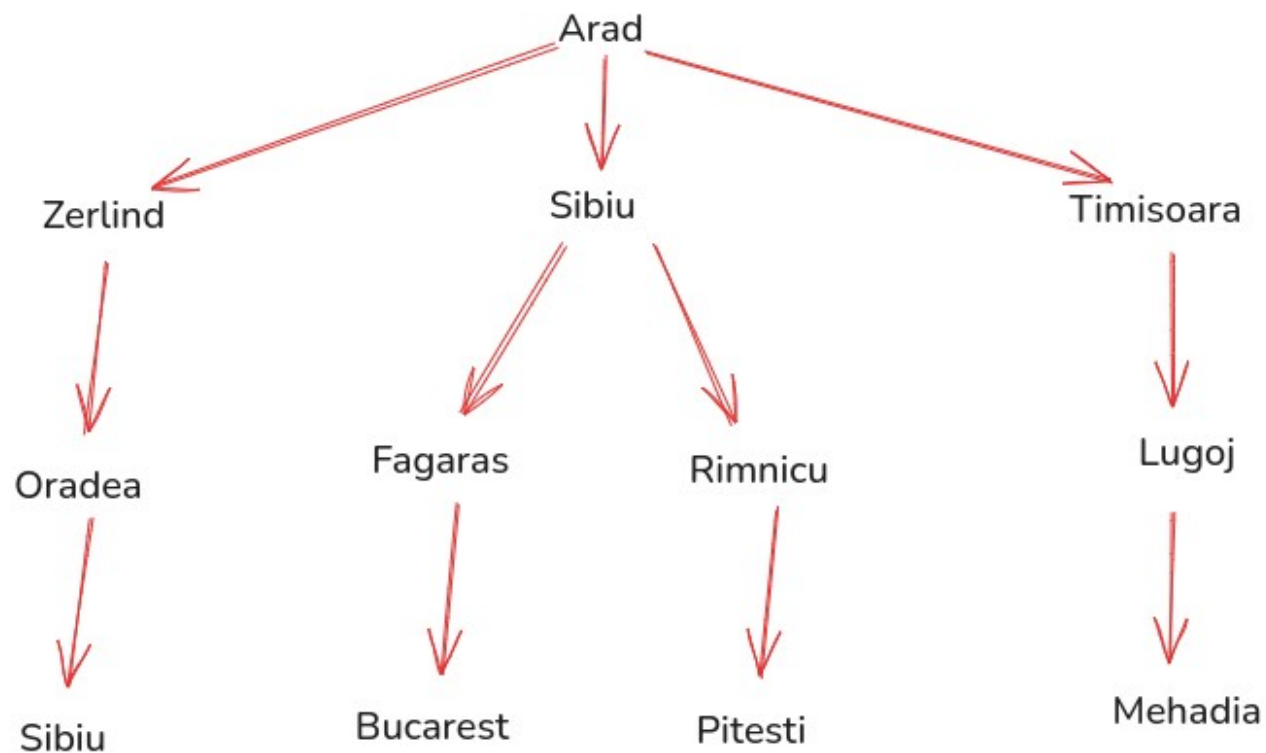 Arad
Zerlind
Sibiu
Timisoara
Oradea
Fagaras
Rimnicu
Lugoj
Sibiu
Bucarest
Pitesti
Mehadia